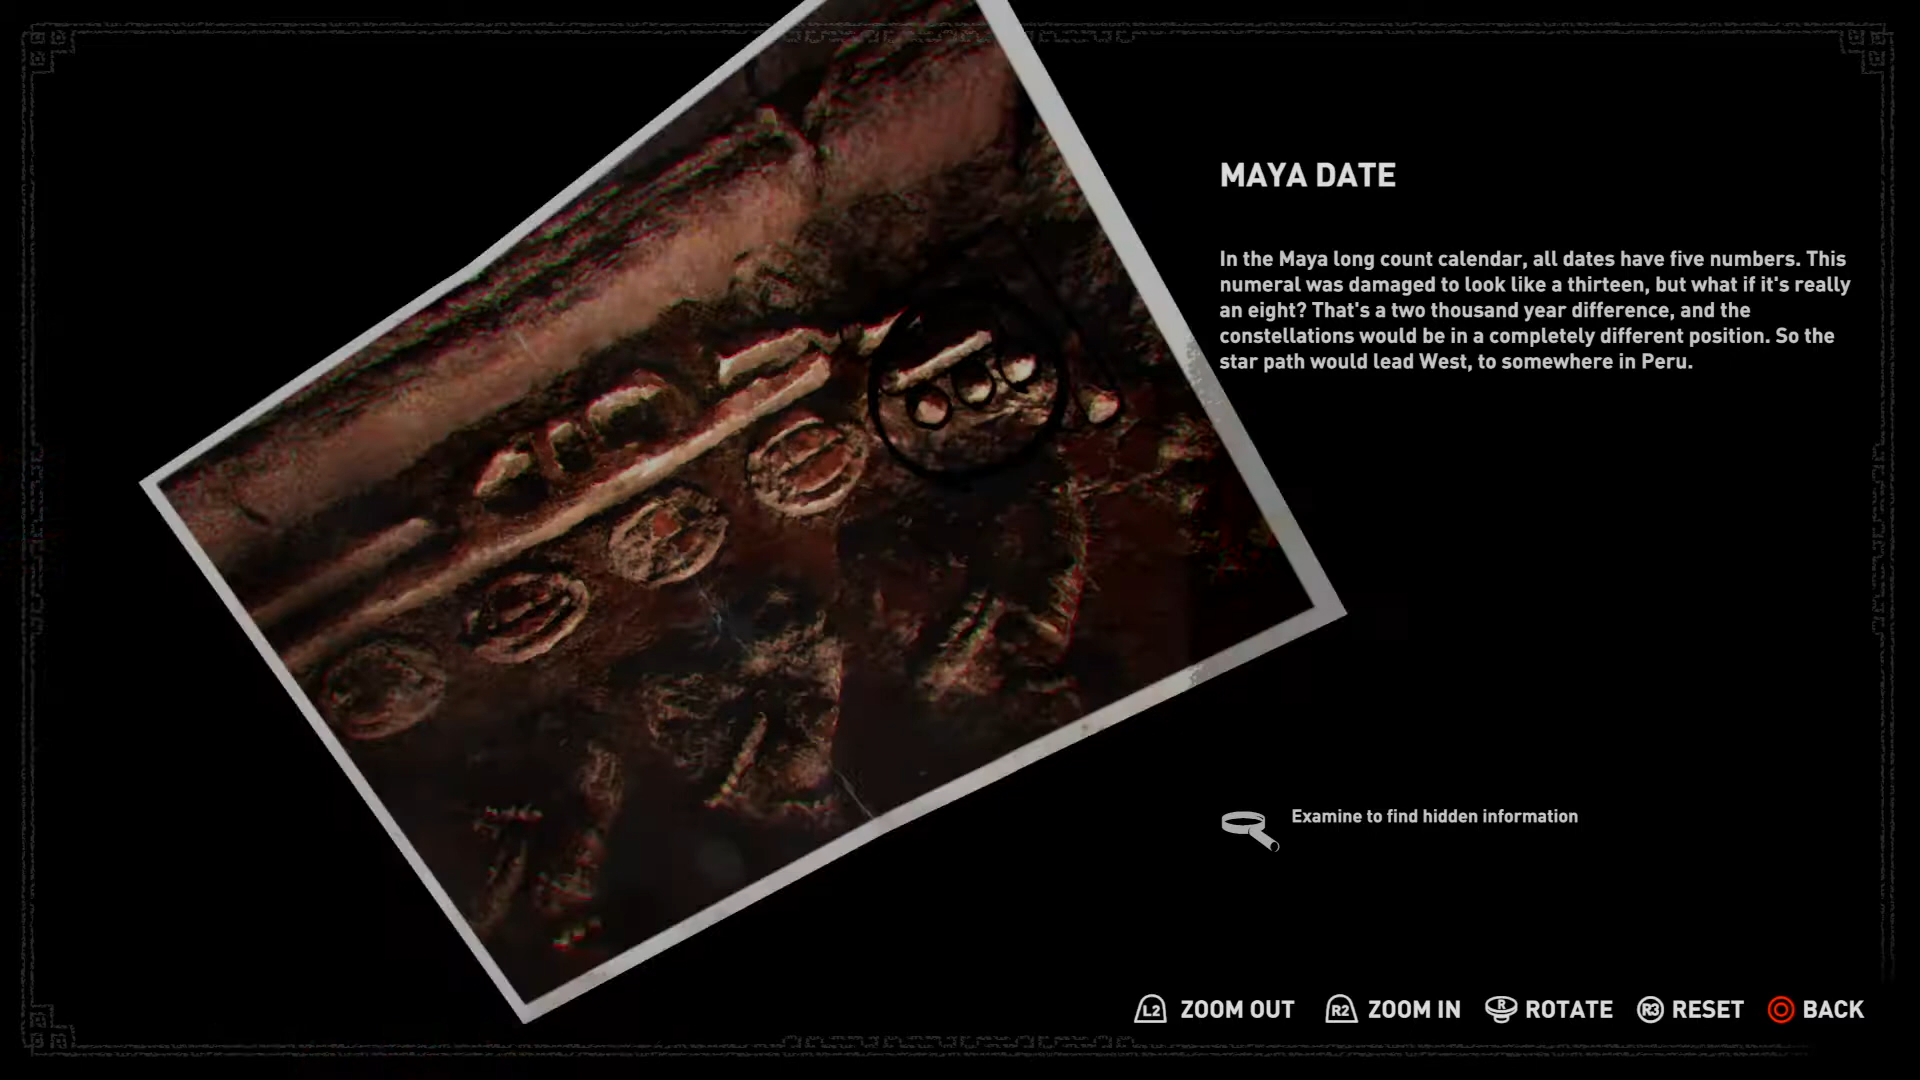 MAYA DATE
In the Maya long count calendar, all dates have five numbers. This
numeral was damaged to look like a thirteen, but what if it's really
an eight? That's a two thousand year difference, and the
constellations would be in a completely different position. So the
star path would lead West, to somewhere in Peru.
Examine to find hidden information
L2 ZOOM OUT R2 ZOOM IN R ROTATE R3 RESET BACK